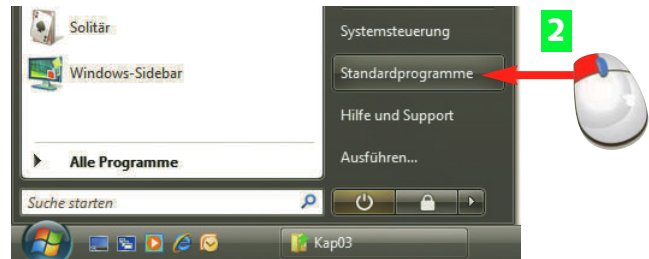 Solitär
Windows-Sidebar
Alle Programme
Suche starten
Systemsteuerung
Standardprogramme
Hilfe und Support
Ausführen...
Kap03
2